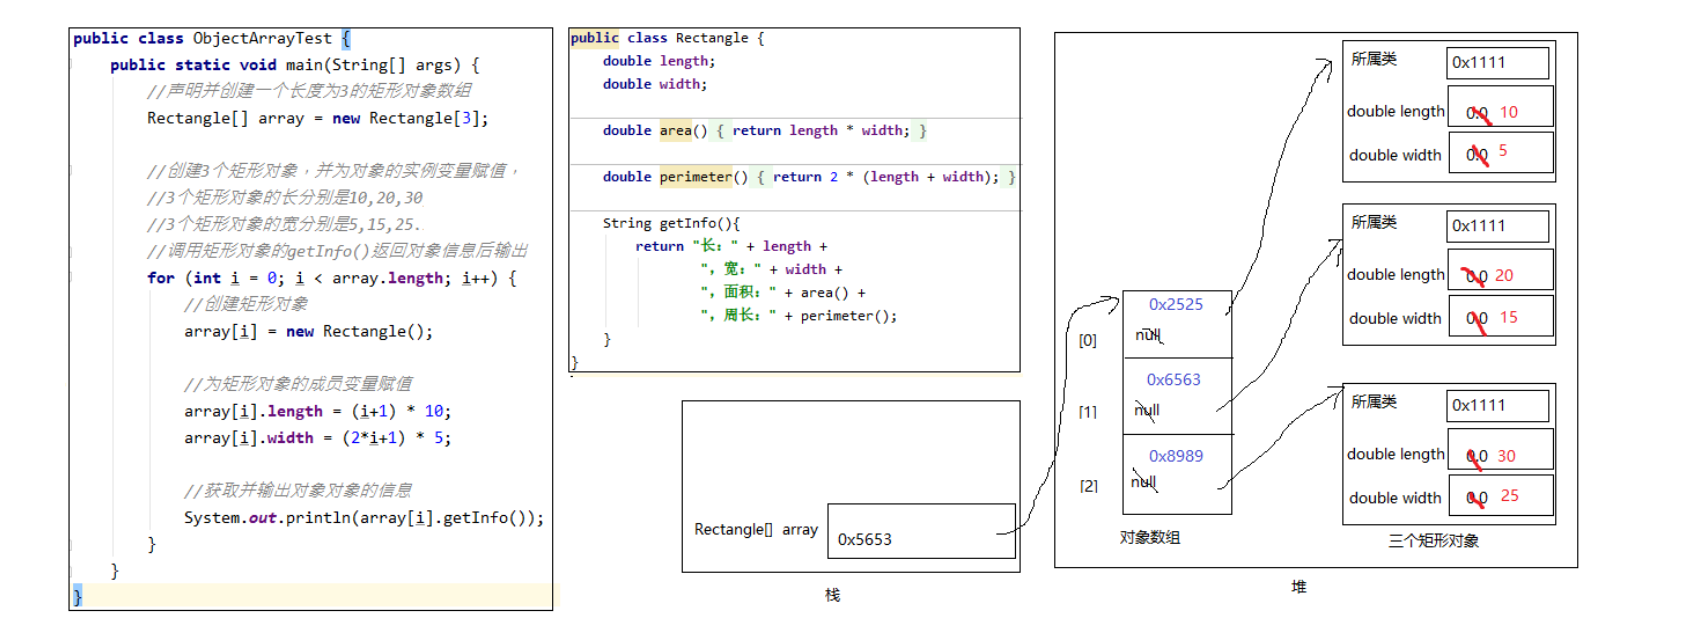 public class ObjectArrayTest {
public static void main(String[] args) {
//声明并创建一个长度为3的矩形对象数组
Rectangle[] array = new Rectangle[3];
//创建3个矩形对象，并为对象的实例变量赋值，
//3个矩形对象的长分别是10,20,30
//3个矩形对象的宽分别是5,15,25.
//调用矩形对象的getInfo()返回对象信息后输出
for (int i = 0; i < array.length; i++) {
//创建矩形对象
array[i] = new Rectangle();
//为矩形对象的成员变量赋值
array[i].length = (i+1) * 10;
array[i].width = (2*i+1) * 5;
//获取并输出对象对象的信息
System.out.println(array[i].getInfo());
}
}
}
public class Rectangle {
double length;
double width;
double area() { return length * width; }
double perimeter() { return 2 * (length + width); }
String getInfo(){
return "长：" + length +
"，宽：" + width +
"，面积：" + area() +
"，周长：" + perimeter();
}
}
Rectangle[] array 0x5653
栈
0x2525
[0] null
0x6563
[1] null
0x8989
[2] null
对象数组
所属类 0x1111
double length 0.0 10
double width 0.0 5
所属类 0x1111
double length 0.0 20
double width 0.0 15
所属类 0x1111
double length 0.0 30
double width 0.0 25
三个矩形对象
堆